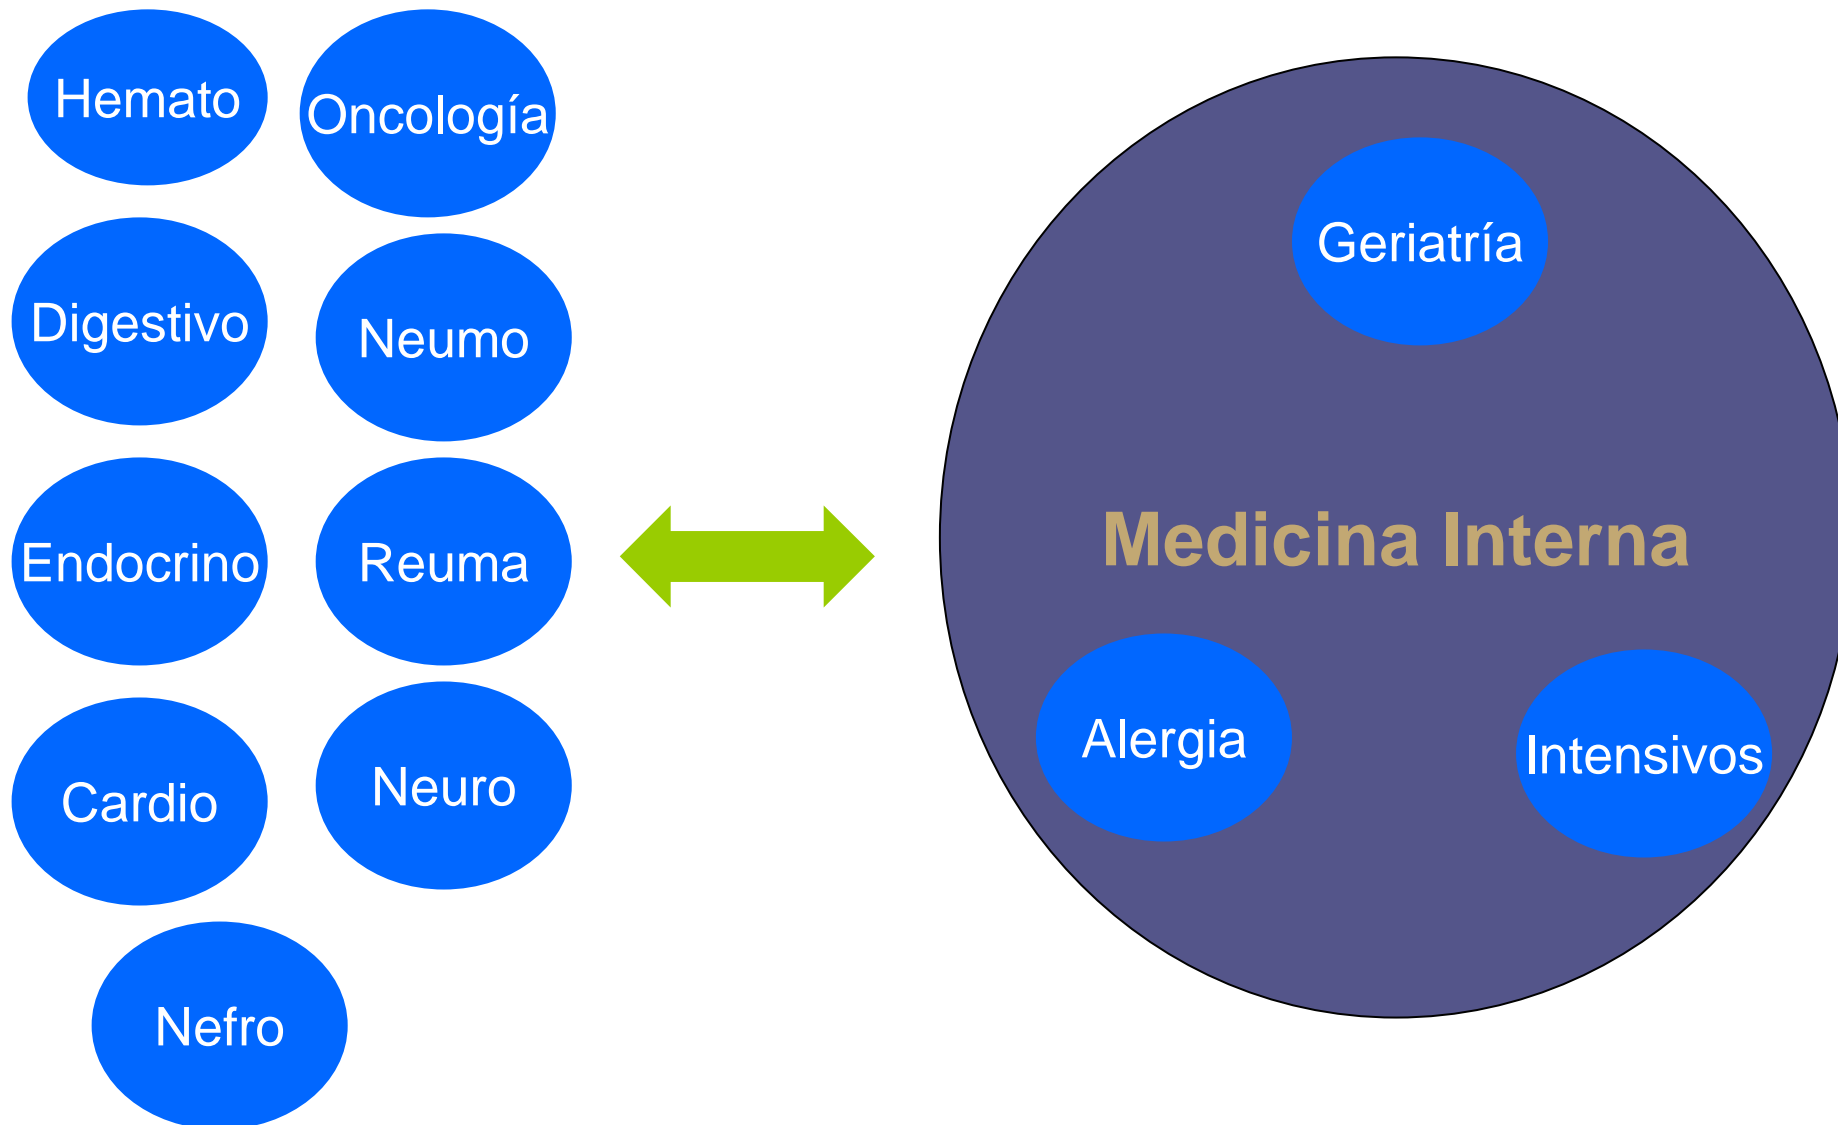 Hemato
Oncología
Digestivo
Neumo
Endocrino
Reuma
Cardio
Neuro
Nefro
Geriatría
Medicina Interna
Alergia
Intensivos